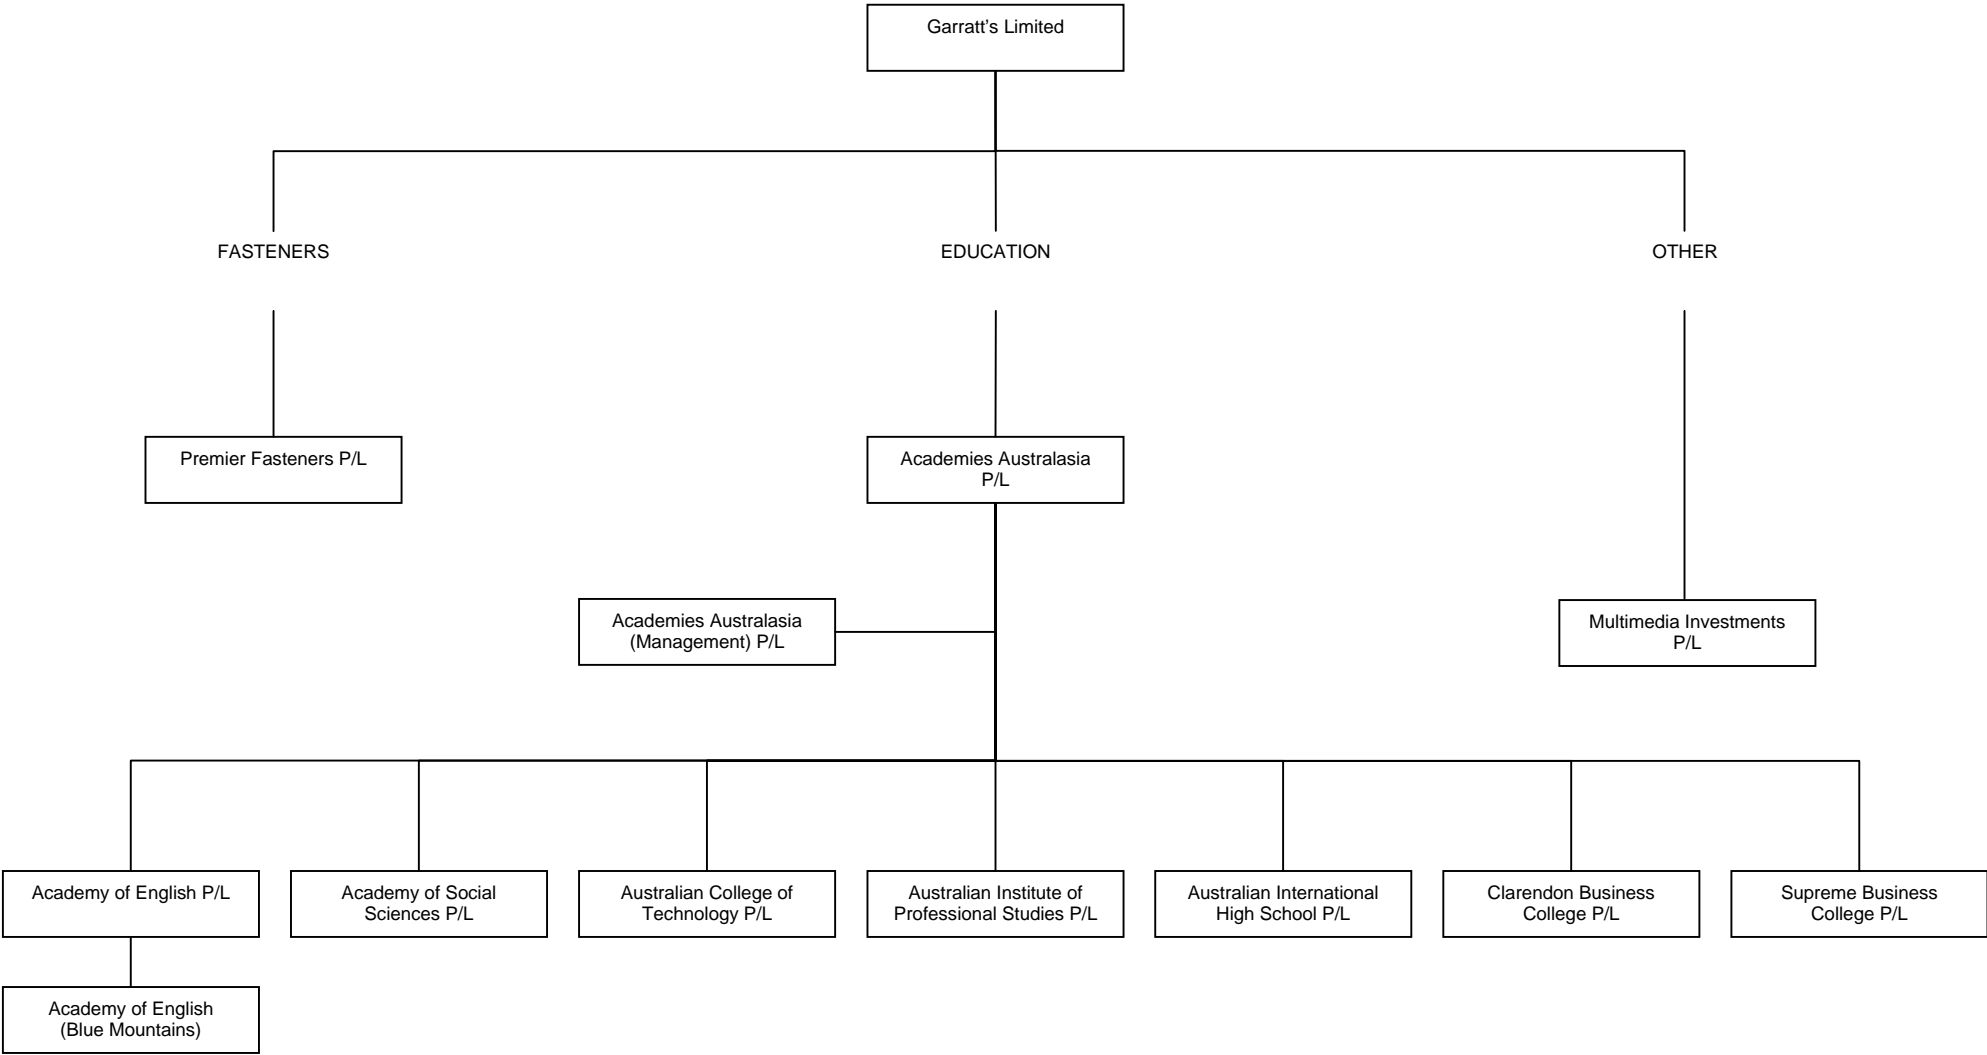 Garratt's Limited
FASTENERS
EDUCATION
OTHER
Premier Fasteners P/L
Academies Australasia
P/L
Academies Australasia
(Management) P/L
Multimedia Investments
P/L
Academy of English P/L
Academy of Social
Sciences P/L
Australian College of
Technology P/L
Australian Institute of
Professional Studies P/L
Australian International
High School P/L
Clarendon Business
College P/L
Supreme Business
College P/L
Academy of English
(Blue Mountains)